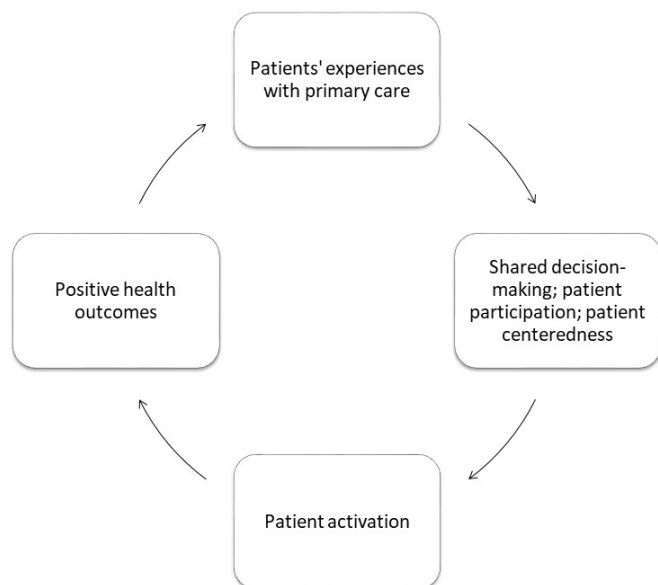 Patients' experiences
with primary care
Positive health
outcomes
Shared decision-
making; patient
participation; patient
centeredness
Patient activation